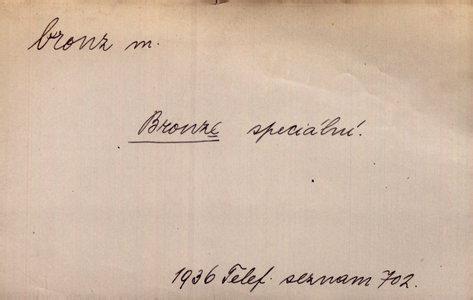 bronz m.
Bronze speciální.
1936 Telef. seznam 702.